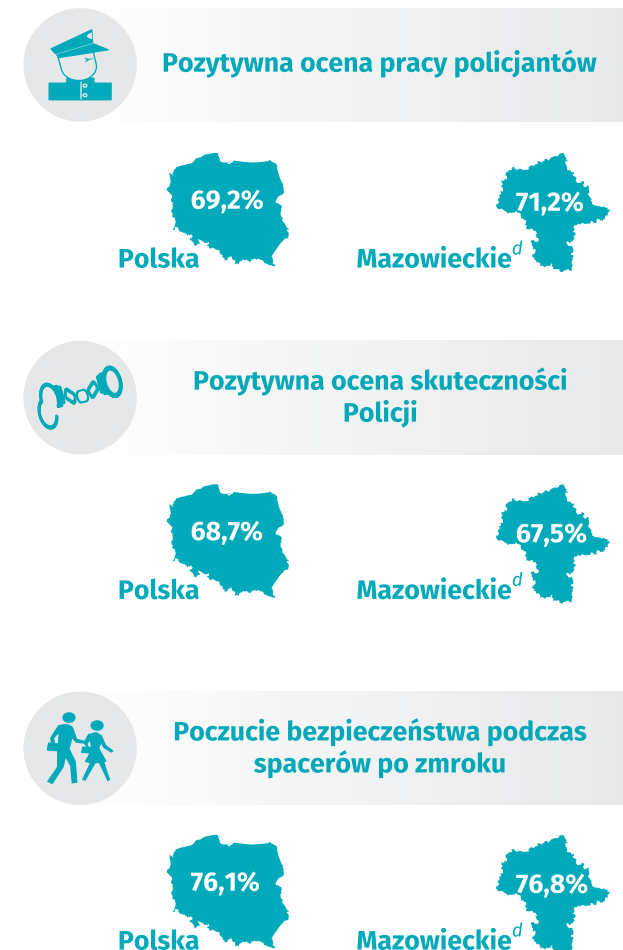 Pozytywna ocena pracy policjantów
69,2%
71,2%
Polska
Mazowieckie d
Pozytywna ocena skuteczności
Policji
68,7%
67,5%
Polska
Mazowieckie d
Poczucie bezpieczeństwa podczas
spacerów po zmroku
76,1%
76,8%
Polska
Mazowieckie d